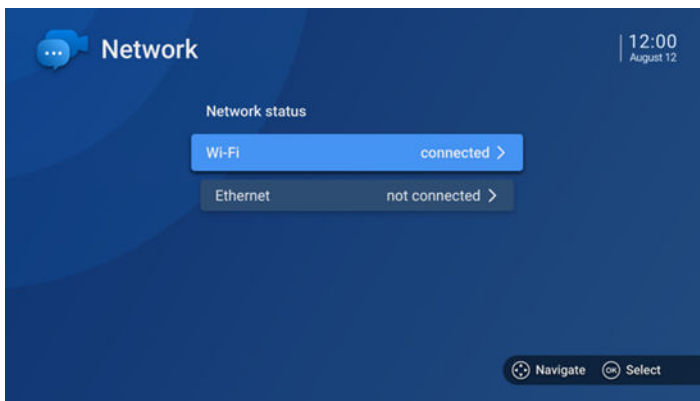 Network
12:00
August 12
Network status
Wi-Fi connected
Ethernet not connected
OK
Navigate Select